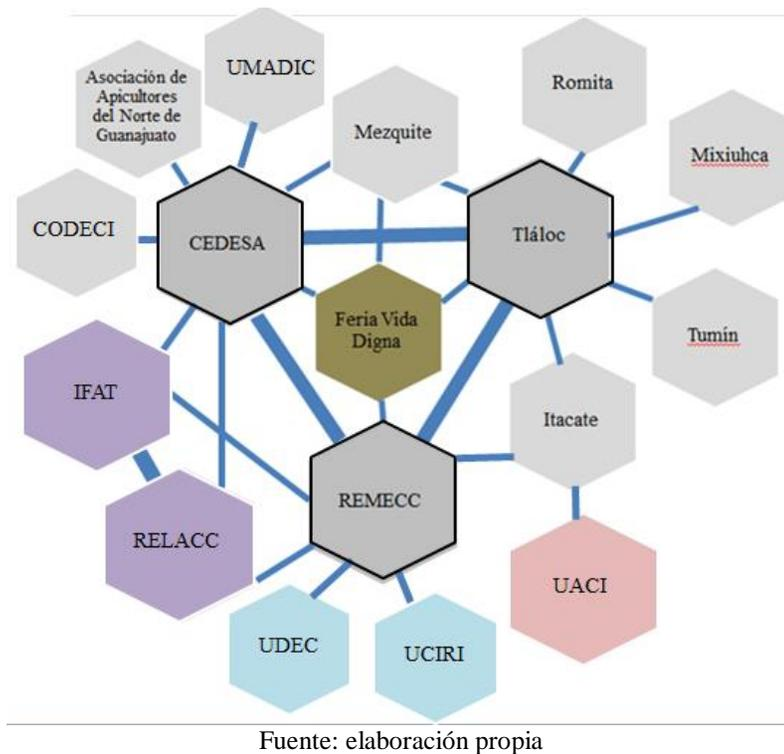 UMADIC
Asociación de
Apicultores
del Norte de
Guanajuato
Mezquite
Romita
Mixiuhca
CODECI
CEDESA
Tláloc
Feria Vida
Digna
Tumín
IFAT
Itacate
REMECC
RELACC
UACI
UDEC
UCIRI
Fuente: elaboración propia